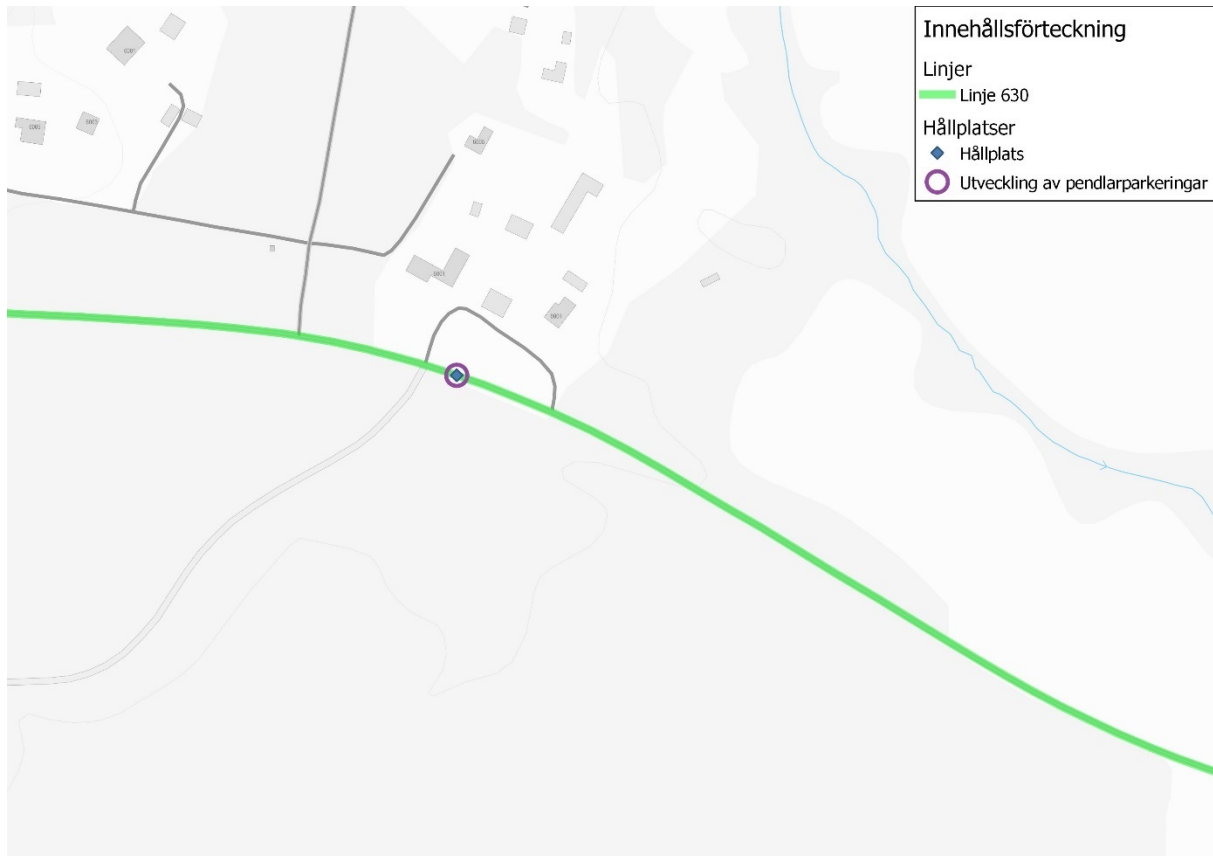 Innehållsförteckning
Linjer
Linje 630
Hållplatser
Hållplats
Utveckling av pendlarparkeringar